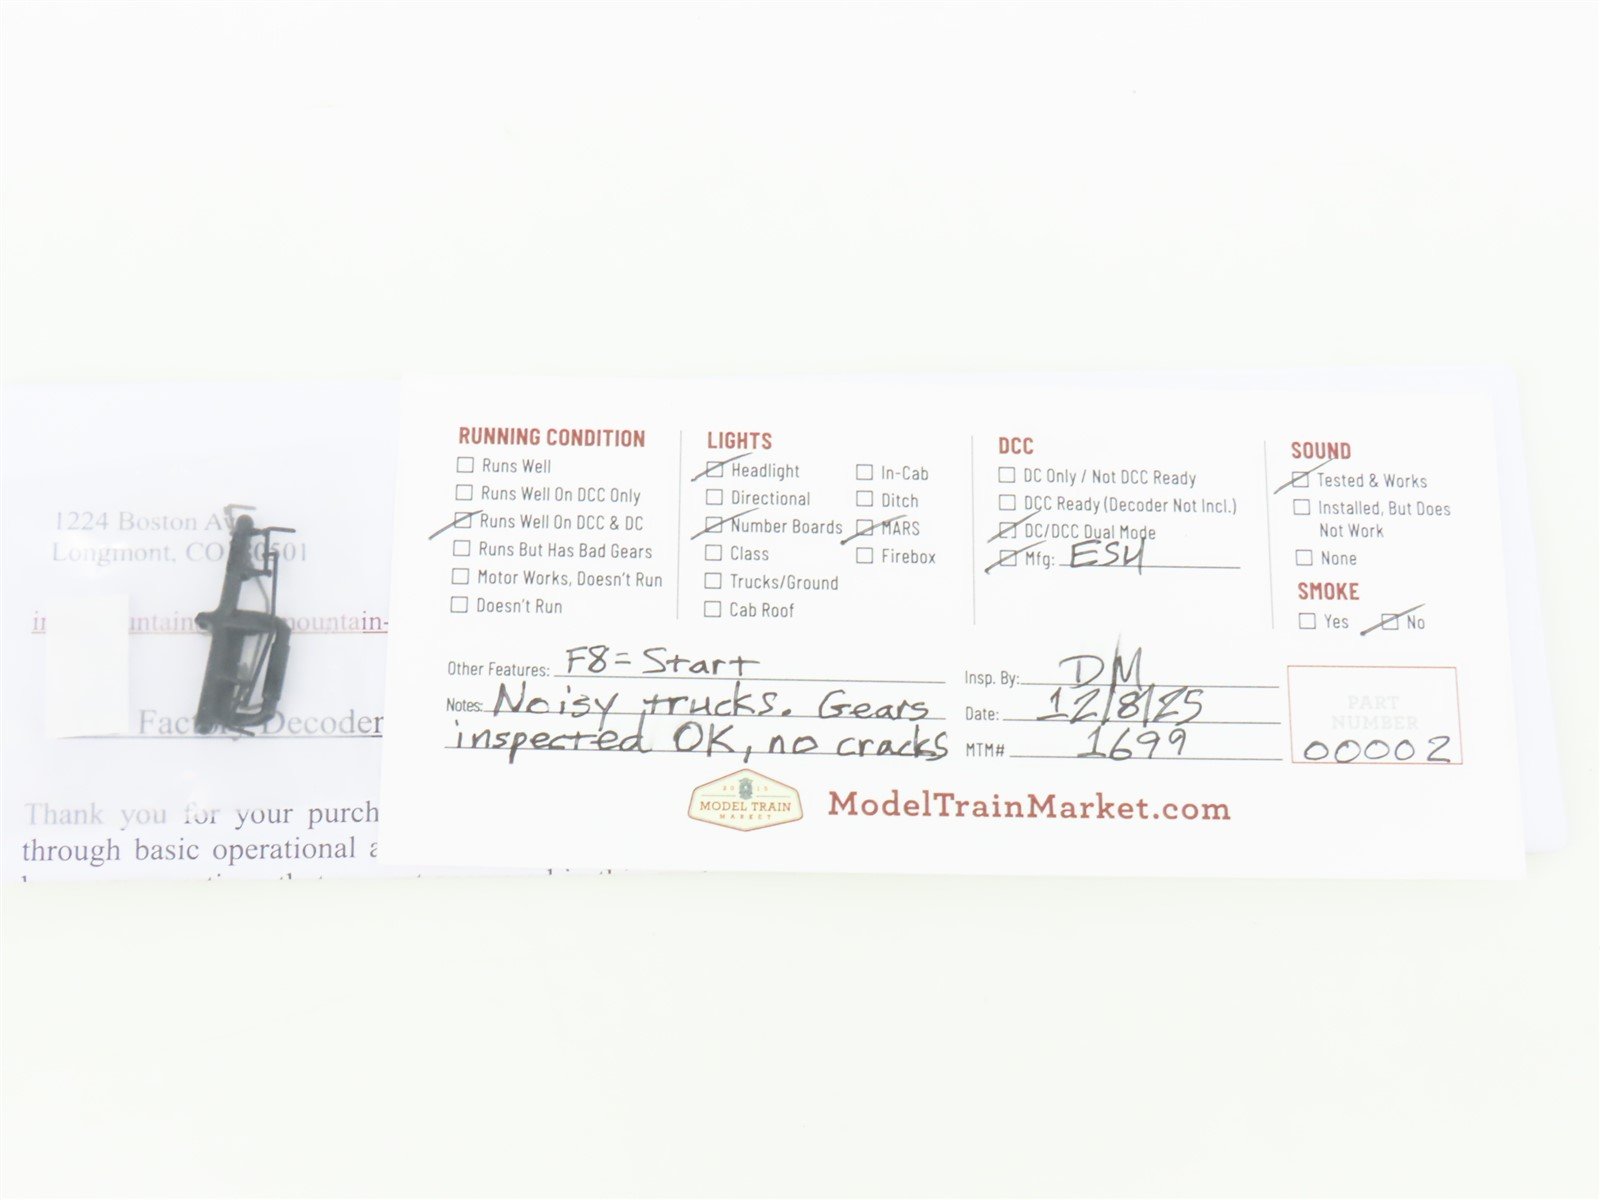 1224 Boston Av
Longmont, CO 80501
mountain-
Factory Decoder
Thank you for your purch
through basic operational a
RUNNING CONDITION
Runs Well
Runs Well On DCC Only
Runs Well On DCC & DC
Runs But Has Bad Gears
Motor Works, Doesn't Run
Doesn't Run
LIGHTS
Headlight
Directional
Number Boards
Class
Trucks/Ground
Cab Roof
In-Cab
Ditch
MARS
Firebox
DCC
DC Only / Not DCC Ready
DCC Ready (Decoder Not Incl.)
DC/DCC Dual Mode
Mfg: ESU
SOUND
Tested & Works
Installed, But Does
Not Work
None
SMOKE
Yes No
Other Features: F8 = Start
Notes: Noisy trucks. Gears
inspected OK, no cracks
Insp. By: DM
Date: 12/8/25
MTM# 1699
PART
NUMBER
00002
2015
MODEL TRAIN
MARKET
ModelTrainMarket.com